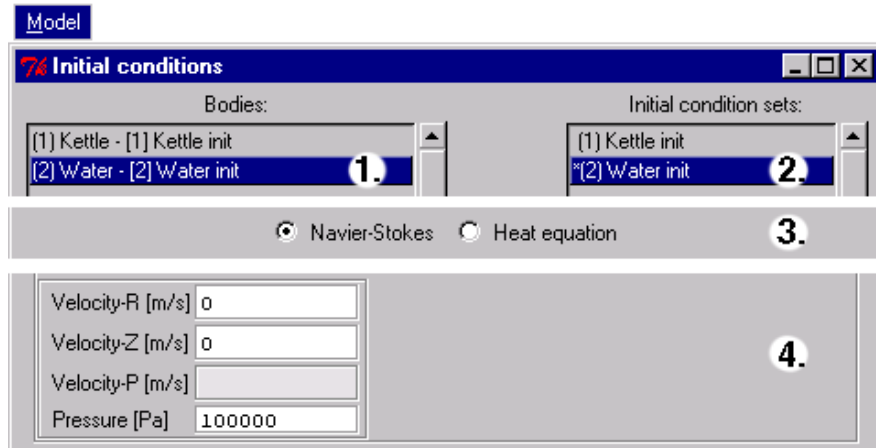 Model
Initial conditions
Bodies: Initial condition sets:
(1) Kettle - [1] Kettle init (1) Kettle init
(2) Water - [2] Water init 1. *(2) Water init 2.
Navier-Stokes Heat equation 3.
Velocity-R [m/s] 0
Velocity-Z [m/s] 0
4.
Velocity-P [m/s]
Pressure [Pa] 100000